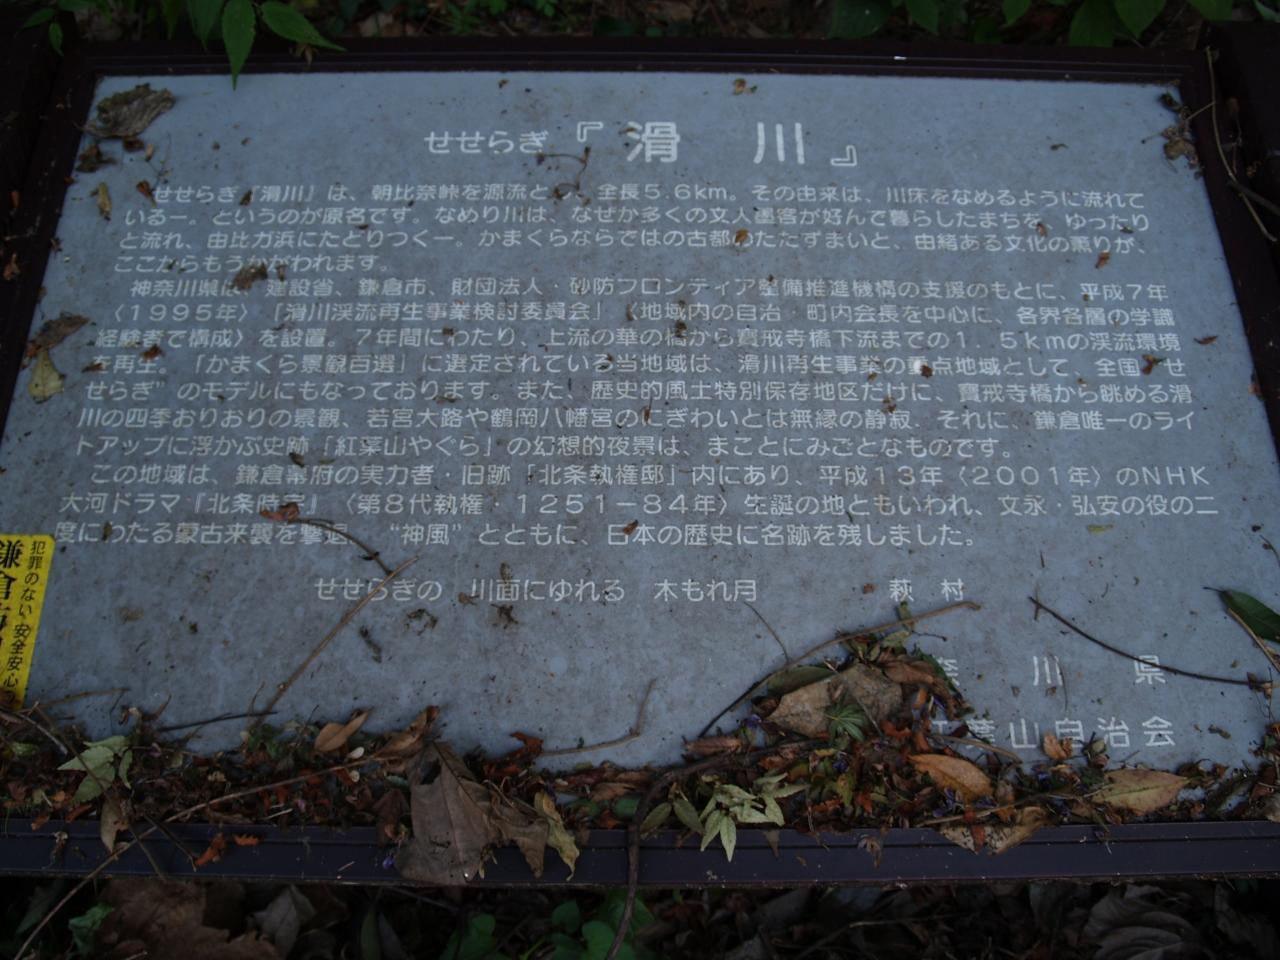 せせらぎ『滑　川』
せせらぎ「滑川」は、朝比奈峠を源流とし、全長5.6km。その由来は、川床をなめるように流れて
いるー。というのが原名です。なめり川は、なぜか多くの文人墨客が好んで暮らしたまちを、ゆったり
と流れ、由比ガ浜にたどりつくー。かまくらならではの古都のたたずまいと、由緒ある文化の薫りが、
ここからもうかがわれます。
神奈川県は、建設省、鎌倉市、財団法人・砂防フロンティア整備推進機構の支援のもとに、平成7年
〈1995年〉「滑川渓流再生事業検討委員会」〈地域内の自治・町内会長を中心に、各界各層の学識
経験者で構成〉を設置。7年間にわたり、上流の華の橋から寶戒寺橋下流までの1.5kmの渓流環境
を再生。「かまくら景観百選」に選定されている当地域は、滑川再生事業の重点地域として、全国“せ
せらぎ”のモデルにもなっております。また、歴史的風土特別保存地区だけに、寶戒寺橋から眺める滑
川の四季おりおりの景観、若宮大路や鶴岡八幡宮のにぎわいとは無縁の静寂、それに、鎌倉唯一のライ
トアップに浮かぶ史跡「紅葉山やぐら」の幻想的夜景は、まことにみごとなものです。
この地域は、鎌倉幕府の実力者・旧跡「北条執権邸」内にあり、平成13年〈2001年〉のNHK
大河ドラマ『北条時宗』〈第8代執権・1251－84年〉生誕の地ともいわれ、文永・弘安の役の二
度にわたる蒙古来襲を撃退、“神風”とともに、日本の歴史に名跡を残しました。
せせらぎの　川面にゆれる　木もれ月　萩村
奈川県
葉山自治会
犯罪のない安全安心
鎌倉